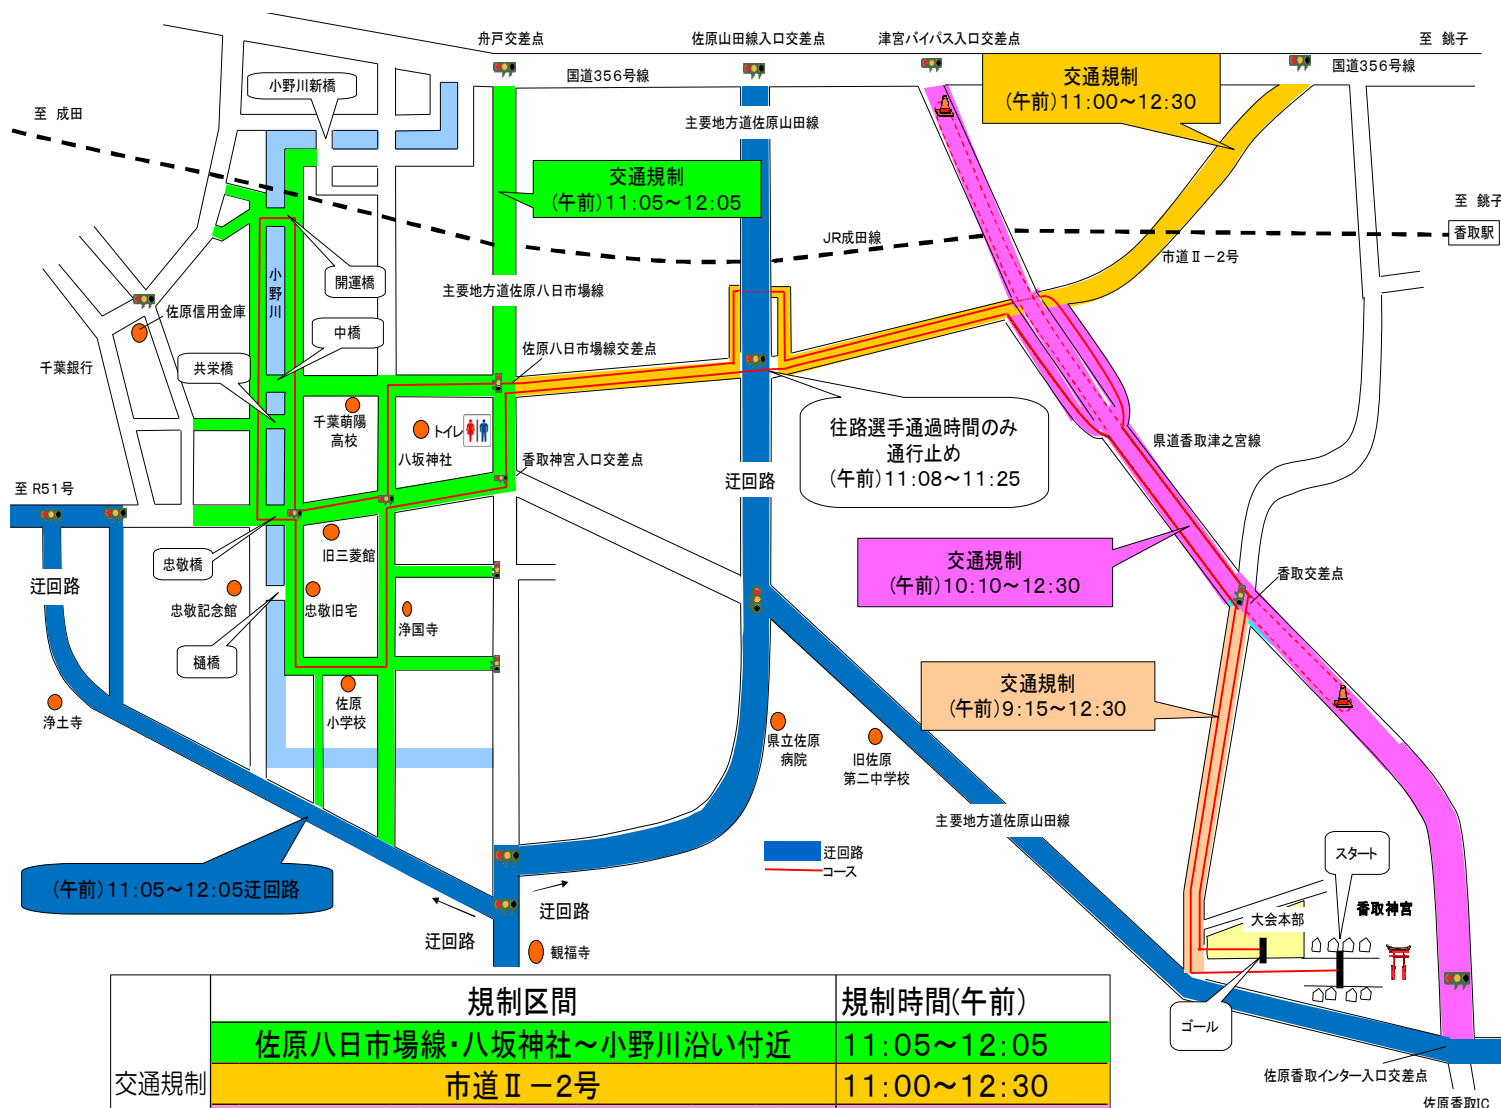 舟戸交差点
佐原山田線入口交差点
津宮バイパス入口交差点
至 銚子
国道356号線
国道356号線
交通規制
(午前)11:00～12:30
小野川新橋
至 成田
主要地方道佐原山田線
交通規制
(午前)11:05～12:05
至 銚子
香取駅
JR成田線
市道Ⅱ－2号
開運橋
小野川
主要地方道佐原八日市場線
佐原信用金庫
中橋
佐原八日市場線交差点
千葉銀行
共栄橋
千葉萌陽
高校
トイレ
八坂神社
往路選手通過時間のみ
通行止め
(午前)11:08～11:25
県道香取津之宮線
香取神宮入口交差点
迂回路
至 R51号
旧三菱館
忠敬橋
交通規制
(午前)10:10～12:30
香取交差点
迂回路
忠敬記念館
忠敬旧宅
浄国寺
樋橋
交通規制
(午前)9:15～12:30
佐原
小学校
浄土寺
県立佐原
病院
旧佐原
第二中学校
主要地方道佐原山田線
迂回路
コース
スタート
(午前)11:05～12:05迂回路
迂回路
迂回路
大会本部
香取神宮
観福寺
ゴール
規制区間
規制時間(午前)
佐原八日市場線・八坂神社～小野川沿い付近
11:05～12:05
交通規制
市道Ⅱ－2号
11:00～12:30
佐原香取インター入口交差点
佐原香取IC